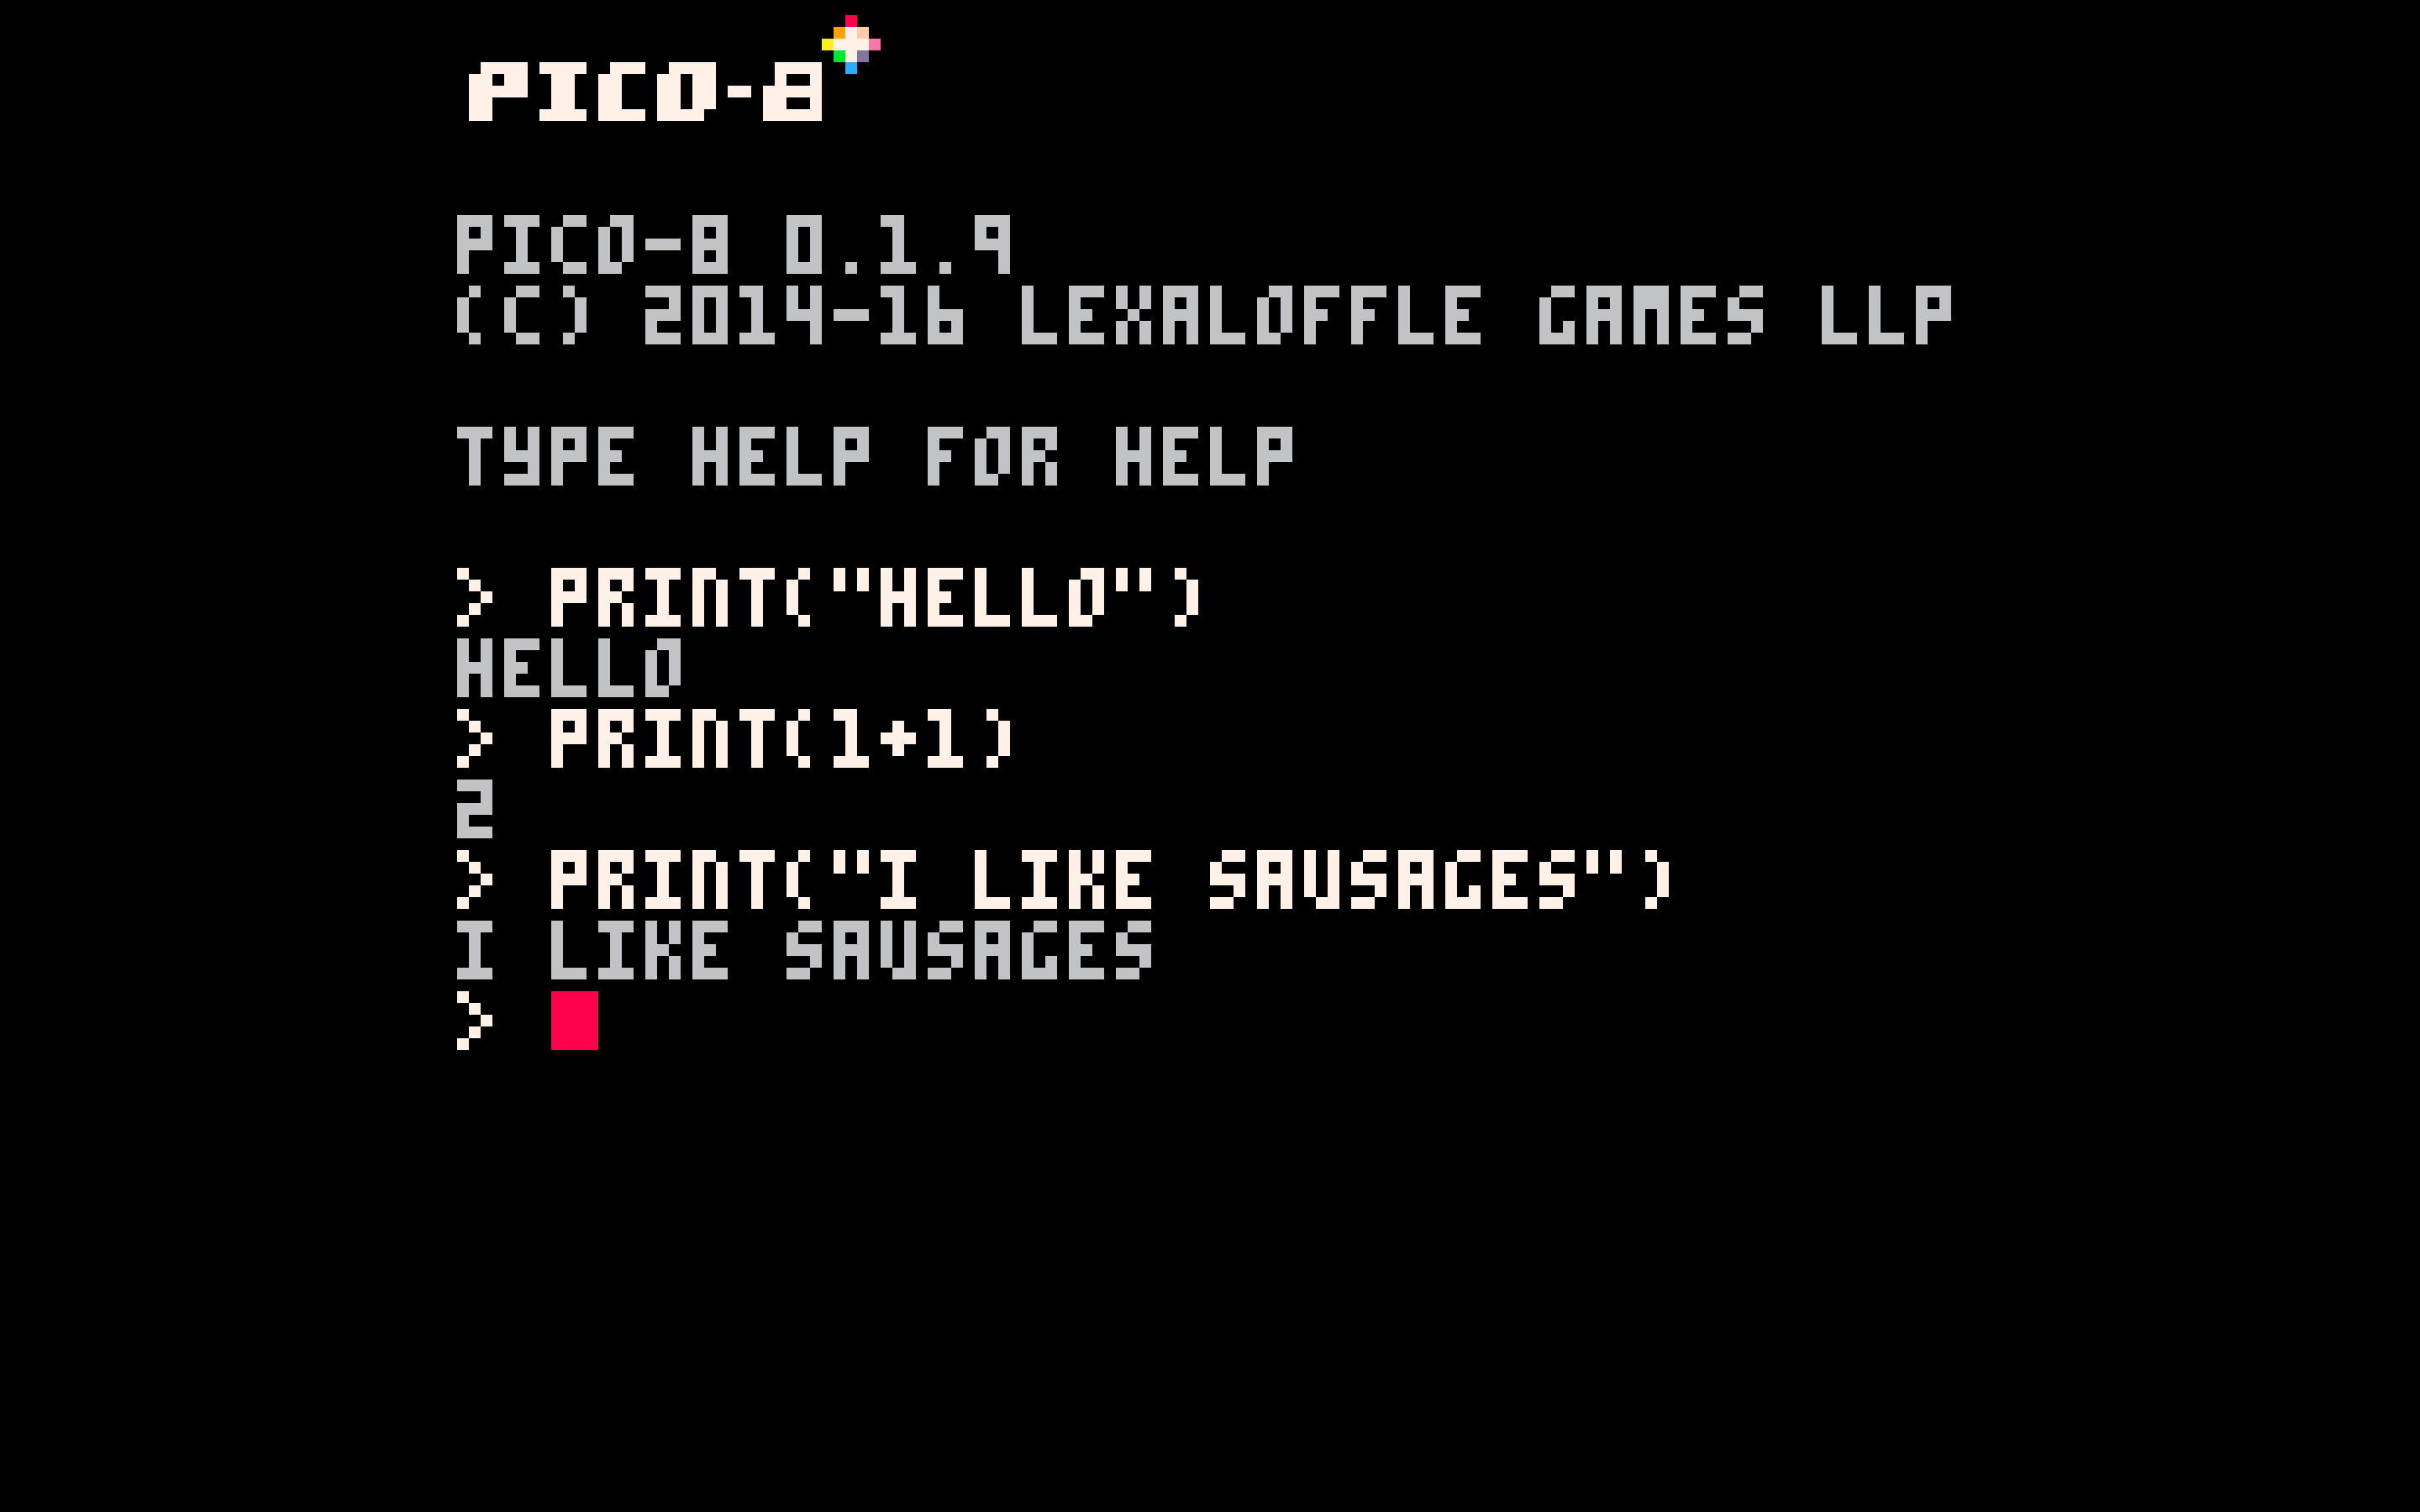 PICO-8
PICO-8 0.1.9
(C) 2014-16 LEXALOFFLE GAMES LLP
TYPE HELP FOR HELP
> PRINT("HELLO")
HELLO
> PRINT(1+1)
2
> PRINT("I LIKE SAUSAGES")
I LIKE SAUSAGES
>